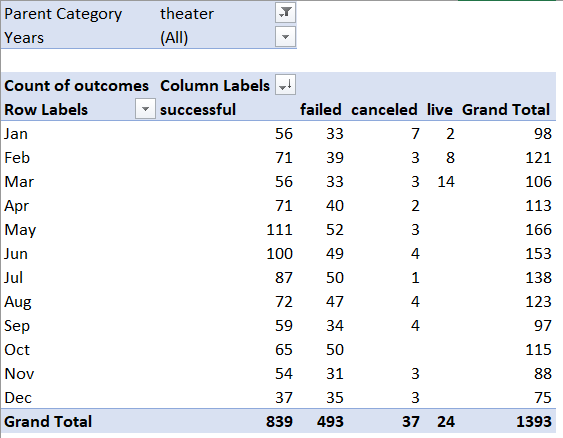 Parent Category theater
Years (All)
Count of outcomes Column Labels
Row Labels successful failed canceled live Grand Total
Jan 56 33 7 2 98
Feb 71 39 3 8 121
Mar 56 33 3 14 106
Apr 71 40 2 113
May 111 52 3 166
Jun 100 49 4 153
Jul 87 50 1 138
Aug 72 47 4 123
Sep 59 34 4 97
Oct 65 50 115
Nov 54 31 3 88
Dec 37 35 3 75
Grand Total 839 493 37 24 1393